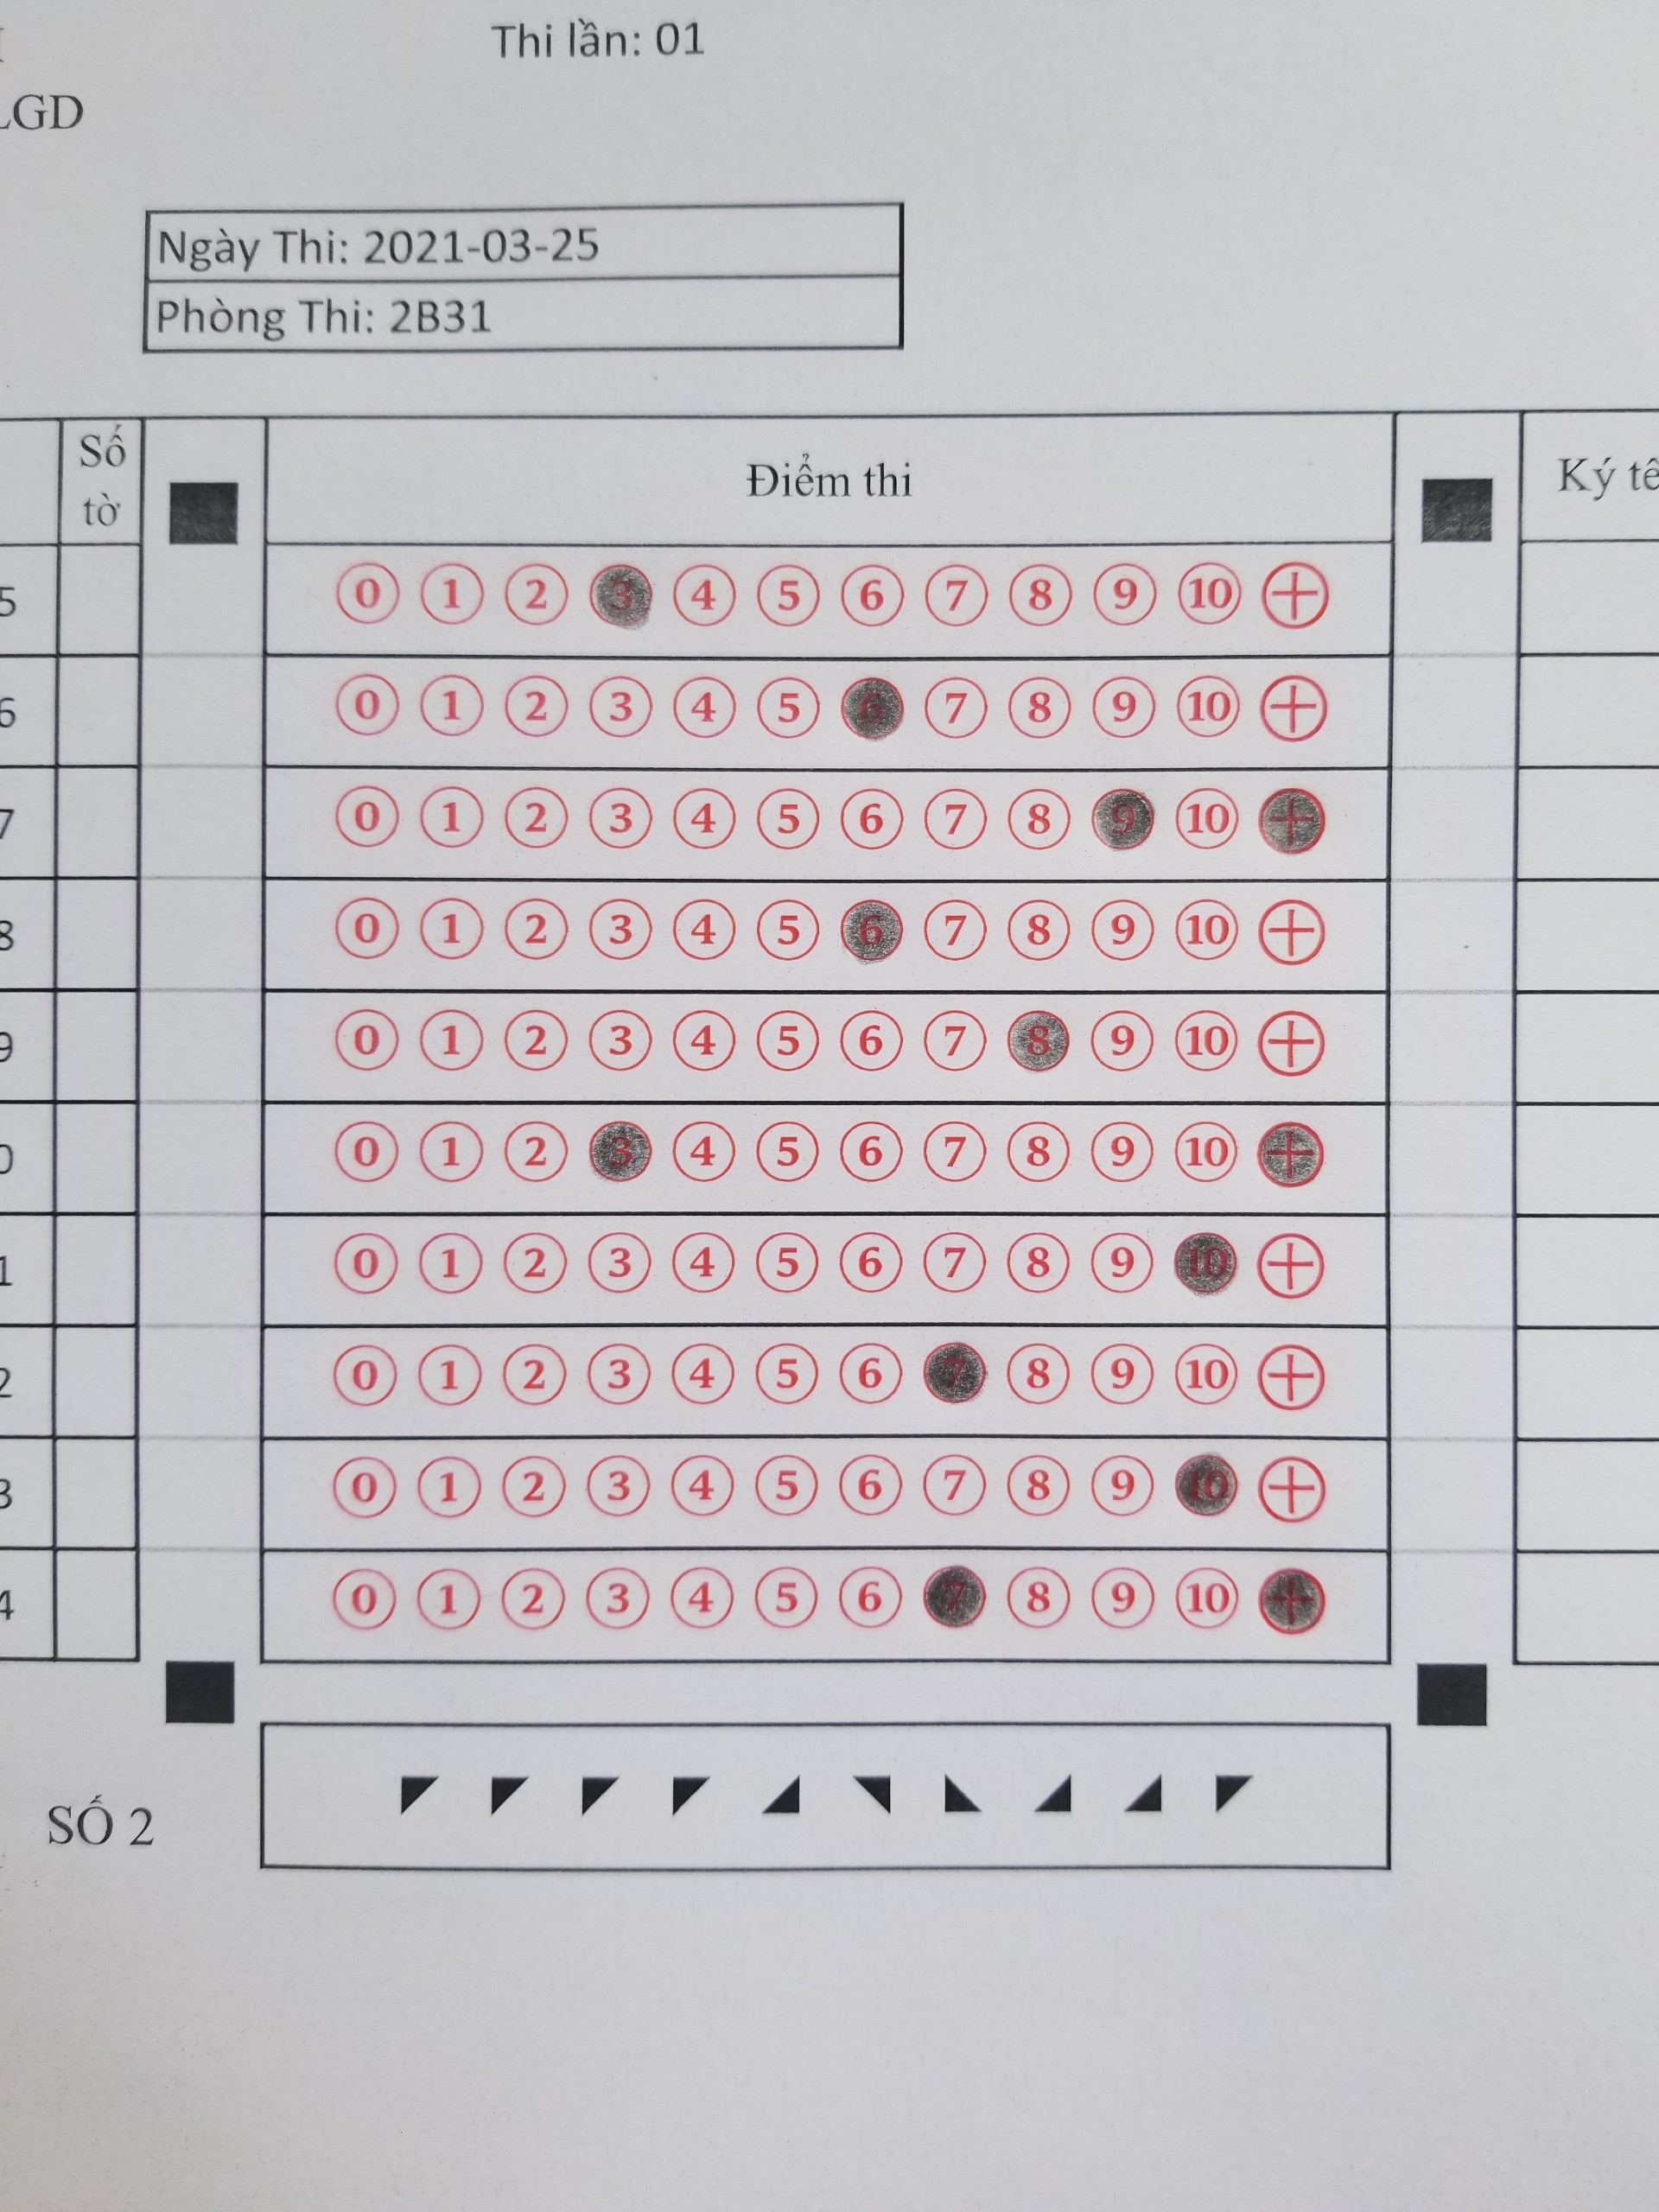 Thi lần: 01
LGD
Ngày Thi: 2021-03-25
Phòng Thi: 2B31
Số tờ Điểm thi Ký tê
5 0 1 2 3 4 5 6 7 8 9 10 +
6 0 1 2 3 4 5 6 7 8 9 10 +
7 0 1 2 3 4 5 6 7 8 9 10 +
8 0 1 2 3 4 5 6 7 8 9 10 +
9 0 1 2 3 4 5 6 7 8 9 10 +
0 0 1 2 3 4 5 6 7 8 9 10 +
1 0 1 2 3 4 5 6 7 8 9 10 +
2 0 1 2 3 4 5 6 7 8 9 10 +
3 0 1 2 3 4 5 6 7 8 9 10 +
4 0 1 2 3 4 5 6 7 8 9 10 +
SỐ 2